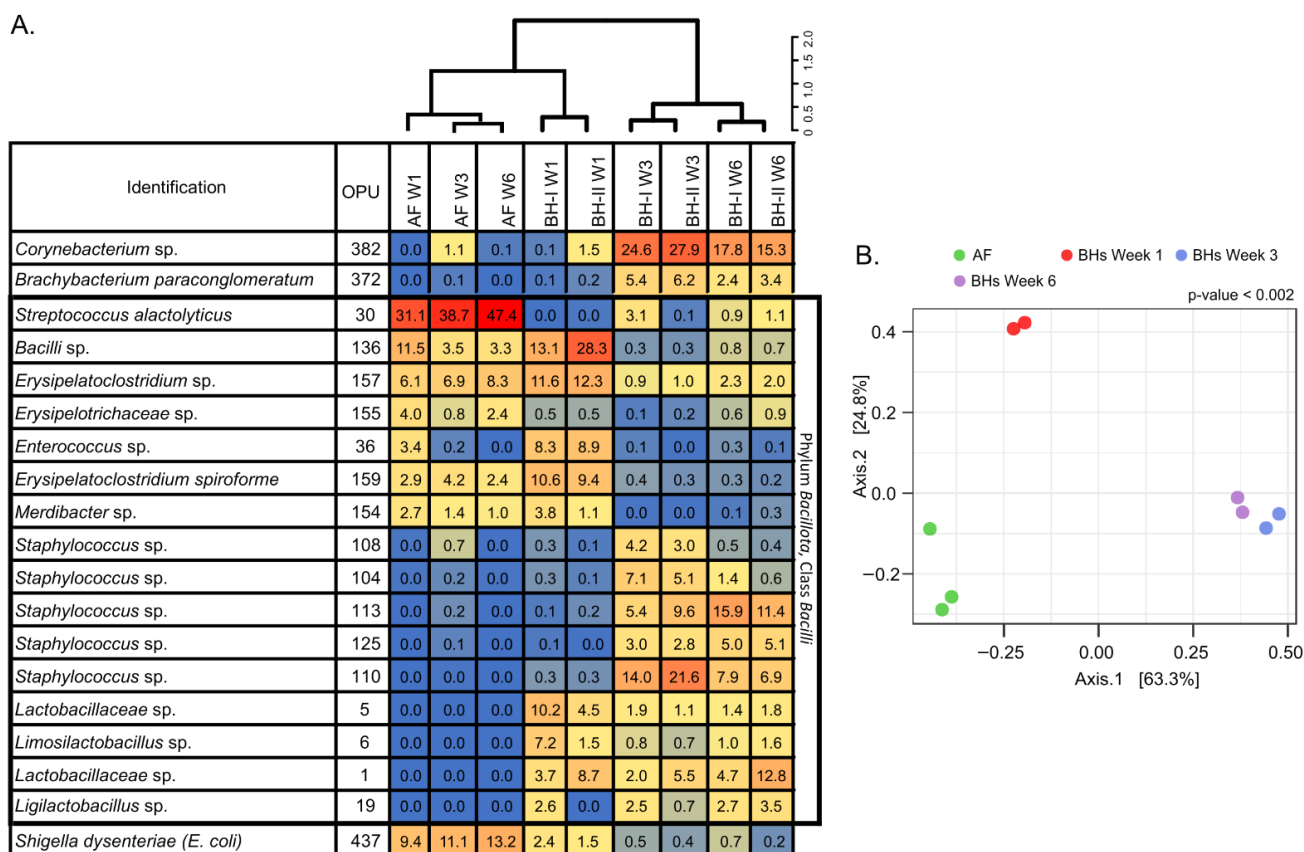 A.
2.0
1.5
1.0
0.5
0
Identification OPU AF W1 AF W3 AF W6 BH-I W1 BH-II W1 BH-I W3 BH-II W3 BH-I W6 BH-II W6
Corynebacterium sp. 382 0.0 1.1 0.1 0.1 1.5 24.6 27.9 17.8 15.3
Brachybacterium paraconglomeratum 372 0.0 0.1 0.0 0.1 0.2 5.4 6.2 2.4 3.4
Streptococcus alactolyticus 30 31.1 38.7 47.4 0.0 0.0 3.1 0.1 0.9 1.1
Bacilli sp. 136 11.5 3.5 3.3 13.1 28.3 0.3 0.3 0.8 0.7
Erysipelatoclostridium sp. 157 6.1 6.9 8.3 11.6 12.3 0.9 1.0 2.3 2.0
Erysipelotrichaceae sp. 155 4.0 0.8 2.4 0.5 0.5 0.1 0.2 0.6 0.9
Enterococcus sp. 36 3.4 0.2 0.0 8.3 8.9 0.1 0.0 0.3 0.1
Erysipelatoclostridium spiroforme 159 2.9 4.2 2.4 10.6 9.4 0.4 0.3 0.3 0.2
Merdibacter sp. 154 2.7 1.4 1.0 3.8 1.1 0.0 0.0 0.1 0.3
Staphylococcus sp. 108 0.0 0.7 0.0 0.3 0.1 4.2 3.0 0.5 0.4
Staphylococcus sp. 104 0.0 0.2 0.0 0.3 0.1 7.1 5.1 1.4 0.6
Staphylococcus sp. 113 0.0 0.2 0.0 0.1 0.2 5.4 9.6 15.9 11.4
Staphylococcus sp. 125 0.0 0.1 0.0 0.1 0.0 3.0 2.8 5.0 5.1
Staphylococcus sp. 110 0.0 0.0 0.0 0.3 0.3 14.0 21.6 7.9 6.9
Lactobacillaceae sp. 5 0.0 0.0 0.0 10.2 4.5 1.9 1.1 1.4 1.8
Limosilactobacillus sp. 6 0.0 0.0 0.0 7.2 1.5 0.8 0.7 1.0 1.6
Lactobacillaceae sp. 1 0.0 0.0 0.0 3.7 8.7 2.0 5.5 4.7 12.8
Ligilactobacillus sp. 19 0.0 0.0 0.0 2.6 0.0 2.5 0.7 2.7 3.5
Shigella dysenteriae (E. coli) 437 9.4 11.1 13.2 2.4 1.5 0.5 0.4 0.7 0.2
Phylum Bacillota, Class Bacilli
B.
AF BHs Week 1 BHs Week 3
BHs Week 6
p-value < 0.002
Axis.2 [24.8%]
0.4
0.2
0.0
−0.2
−0.25 0.00 0.25 0.50
Axis.1 [63.3%]